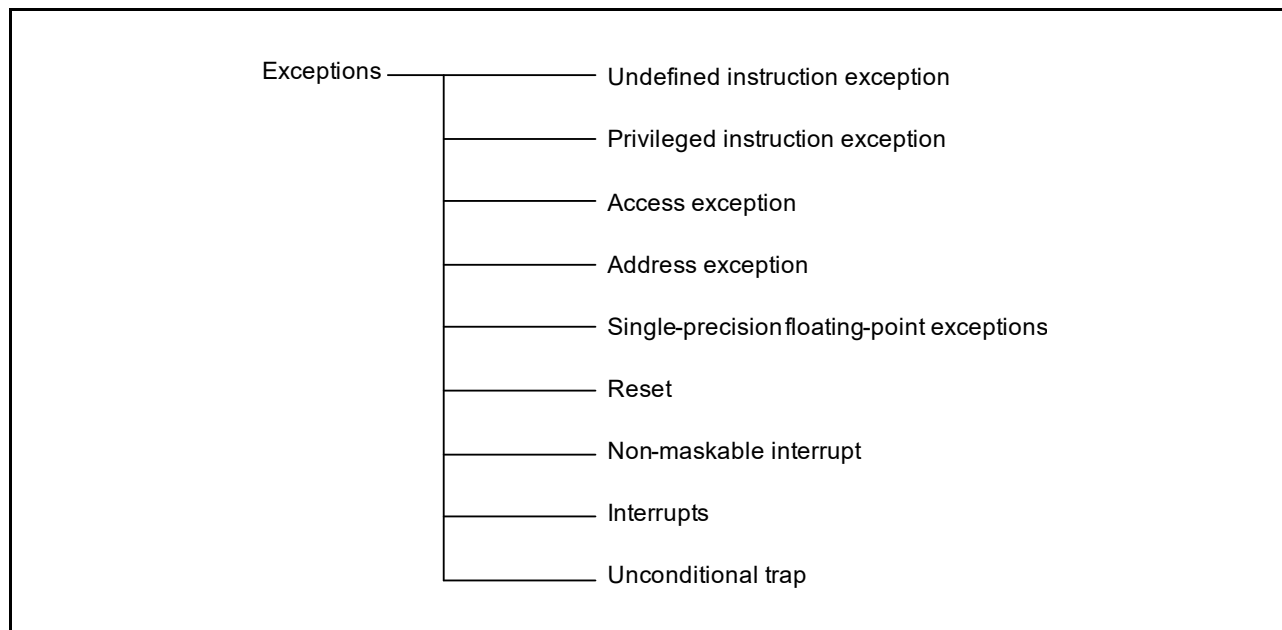 Exceptions
Undefined instruction exception
Privileged instruction exception
Access exception
Address exception
Single-precision floating-point exceptions
Reset
Non-maskable interrupt
Interrupts
Unconditional trap